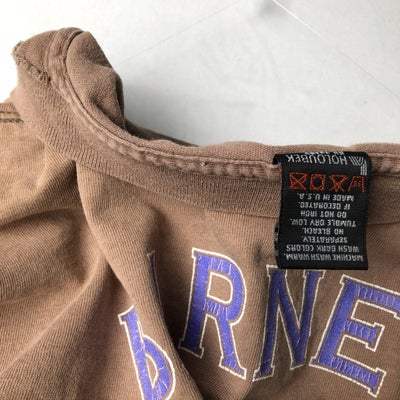 MACHINE WASH WARM.
WASH DARK COLORS
SEPARATELY.
NO BLEACH.
TUMBLE DRY LOW.
DO NOT IRON
IF DECORATED.
MADE IN U.S.A.
HOLOUBEK
RNE